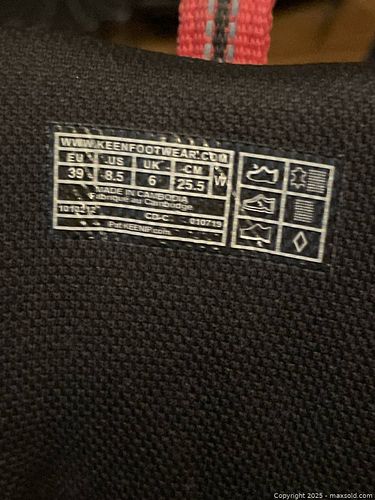 WWW.KEENFOOTWEAR.COM
EU US UK CM W
39 8.5 6 25.5
MADE IN CAMBODIA
Fabriqué au Cambodge
CD-C 010719
Pat.KEENIP.com
Copyright 2025 - maxsold.com